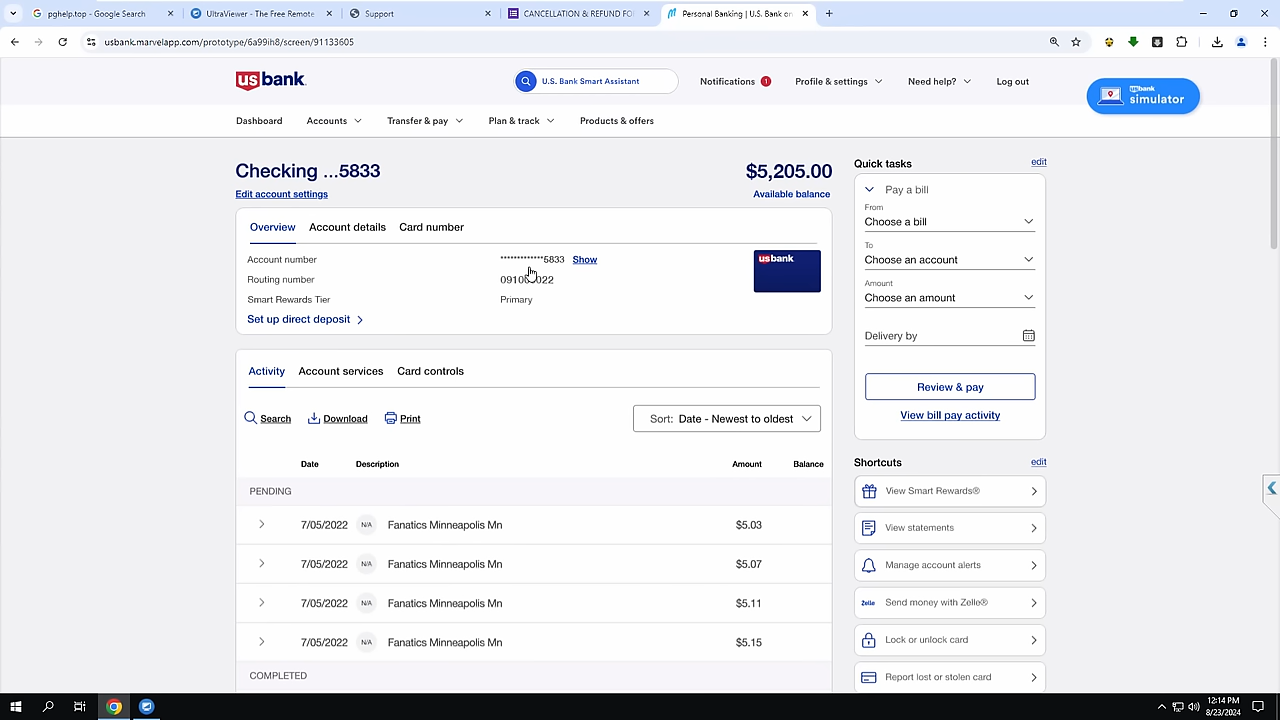 pghelp.top - Google Search
UltraViewer - The Free Remote
Support
CANCELLATION & REFUND FO
Personal Banking | U.S. Bank on
usbank.marvelapp.com/prototype/6a99ih8/screen/91133605
usbank.
U.S. Bank Smart Assistant
Notifications 1
Profile & settings
Need help?
Log out
usbank simulator
Dashboard
Accounts
Transfer & pay
Plan & track
Products & offers
Checking ...5833
$5,205.00
Edit account settings
Available balance
Overview
Account details
Card number
Account number
*************5833 Show
Routing number
Smart Rewards Tier
Primary
Set up direct deposit
usbank
Activity
Account services
Card controls
Search
Download
Print
Sort: Date - Newest to oldest
Date Description Amount Balance
PENDING
7/05/2022 N/A Fanatics Minneapolis Mn $5.03
7/05/2022 N/A Fanatics Minneapolis Mn $5.07
7/05/2022 N/A Fanatics Minneapolis Mn $5.11
7/05/2022 N/A Fanatics Minneapolis Mn $5.15
COMPLETED
Quick tasks
edit
Pay a bill
From
Choose a bill
To
Choose an account
Amount
Choose an amount
Delivery by
Review & pay
View bill pay activity
Shortcuts
edit
View Smart Rewards®
View statements
Manage account alerts
Zelle Send money with Zelle®
Lock or unlock card
Report lost or stolen card
12:14 PM
8/23/2024